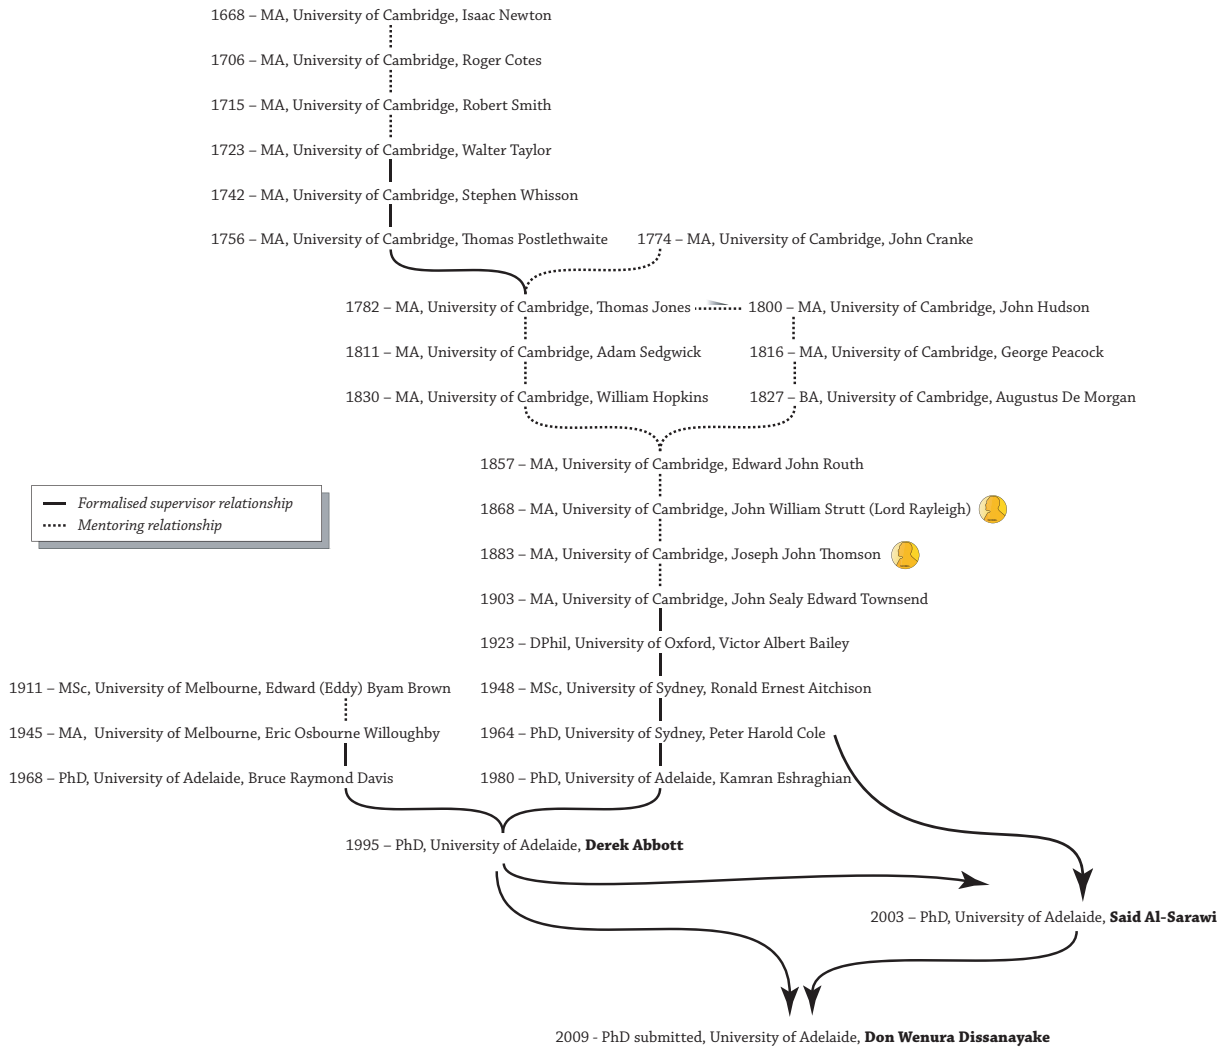 1668 – MA, University of Cambridge, Isaac Newton
1706 – MA, University of Cambridge, Roger Cotes
1715 – MA, University of Cambridge, Robert Smith
1723 – MA, University of Cambridge, Walter Taylor
1742 – MA, University of Cambridge, Stephen Whisson
1756 – MA, University of Cambridge, Thomas Postlethwaite
1774 – MA, University of Cambridge, John Cranke
1782 – MA, University of Cambridge, Thomas Jones
1800 – MA, University of Cambridge, John Hudson
1811 – MA, University of Cambridge, Adam Sedgwick
1816 – MA, University of Cambridge, George Peacock
1830 – MA, University of Cambridge, William Hopkins
1827 – BA, University of Cambridge, Augustus De Morgan
1857 – MA, University of Cambridge, Edward John Routh
Formalised supervisor relationship
Mentoring relationship
1868 – MA, University of Cambridge, John William Strutt (Lord Rayleigh)
1883 – MA, University of Cambridge, Joseph John Thomson
1903 – MA, University of Cambridge, John Sealy Edward Townsend
1923 – DPhil, University of Oxford, Victor Albert Bailey
1911 – MSc, University of Melbourne, Edward (Eddy) Byam Brown
1948 – MSc, University of Sydney, Ronald Ernest Aitchison
1945 – MA, University of Melbourne, Eric Osbourne Willoughby
1964 – PhD, University of Sydney, Peter Harold Cole
1968 – PhD, University of Adelaide, Bruce Raymond Davis
1980 – PhD, University of Adelaide, Kamran Eshraghian
1995 – PhD, University of Adelaide, Derek Abbott
2003 – PhD, University of Adelaide, Said Al-Sarawi
2009 - PhD submitted, University of Adelaide, Don Wenura Dissanayake